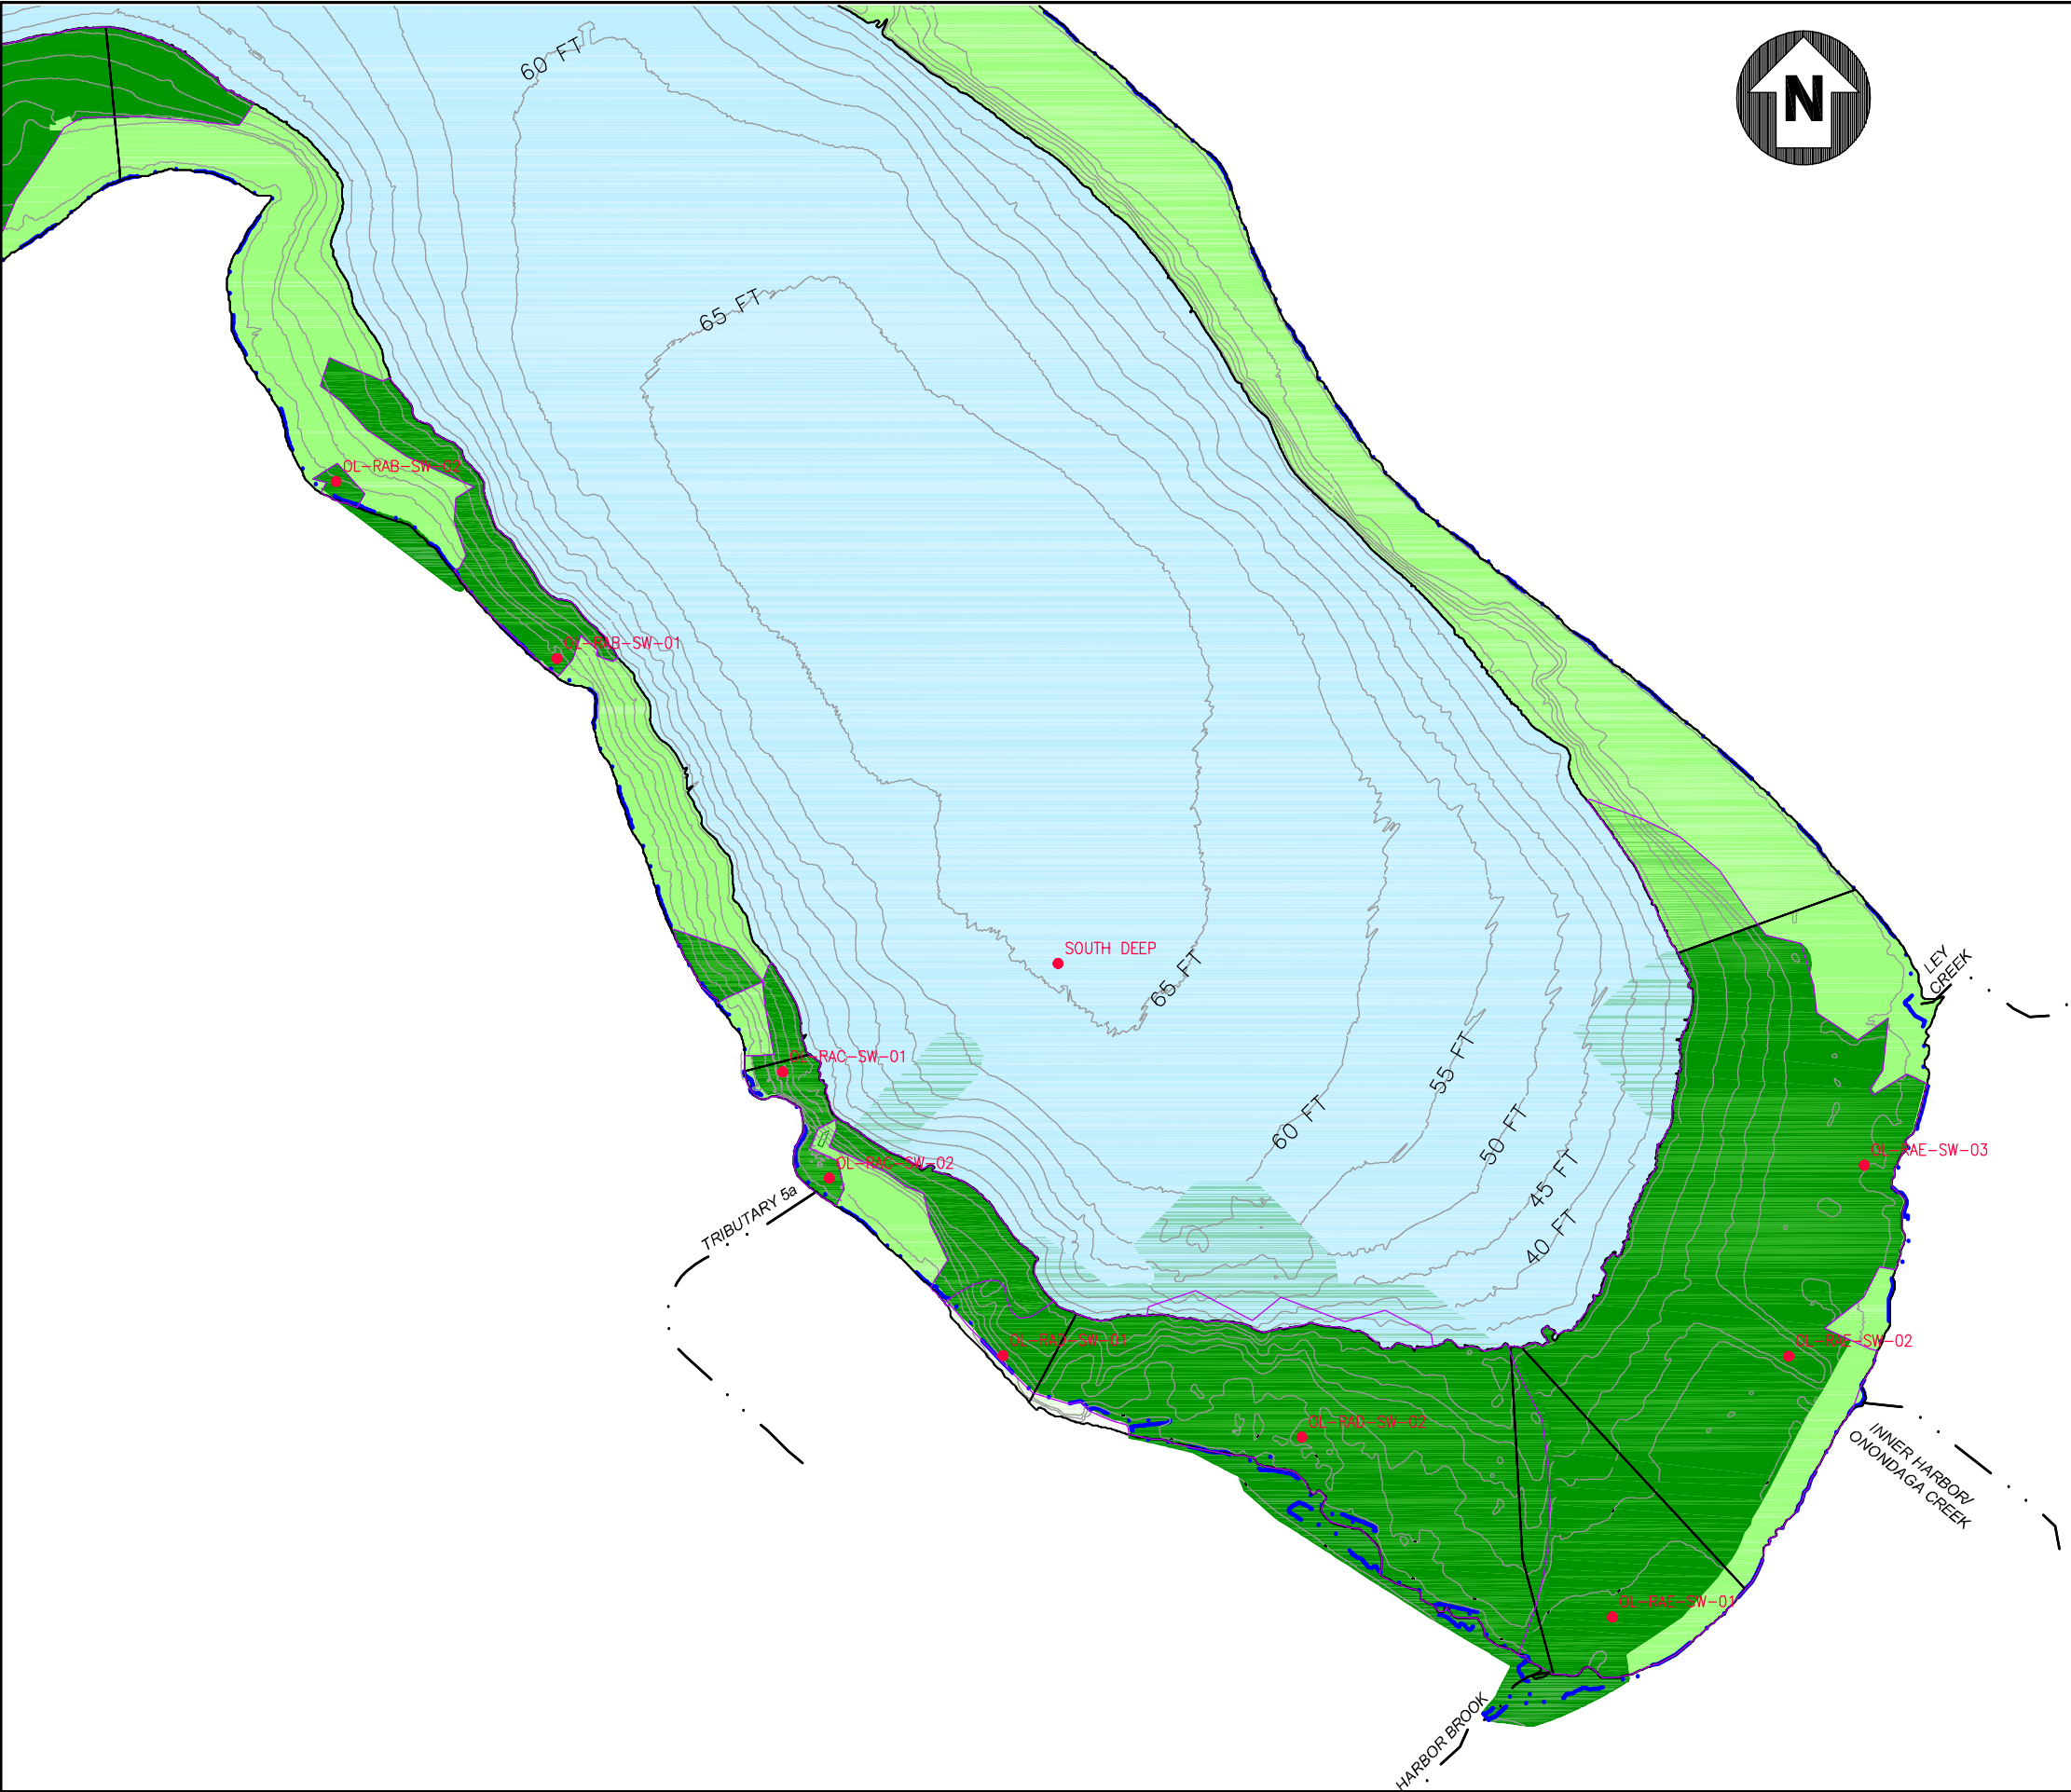 60 FT
N
65 FT
OL-RAB-SW-02
OL-RAB-SW-01
SOUTH DEEP
65 FT
LEY
CREEK
OL-RAC-SW-01
55 FT
60 FT
50 FT
OL-RAE-SW-03
OL-RAC-SW-02
45 FT
TRIBUTARY 5a
40 FT
OL-RAD-SW-01
OL-RAE-SW-02
OL-RAD-SW-02
INNER HARBOR/
ONONDAGA CREEK
OL-RAE-SW-01
HARBOR BROOK